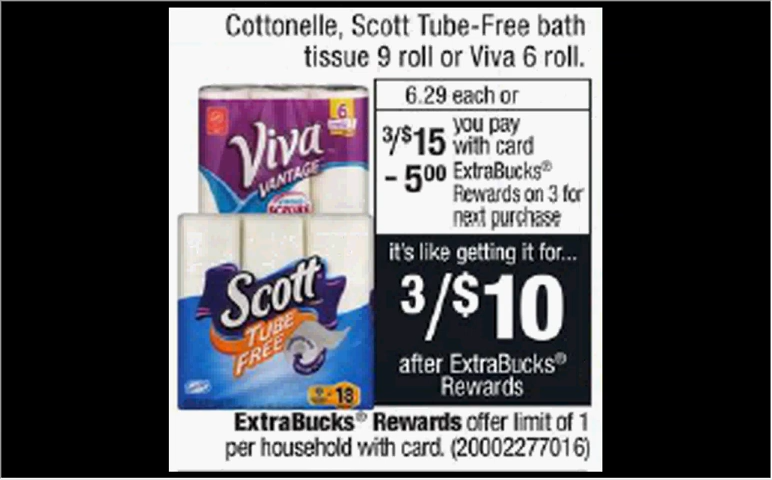 Cottonelle, Scott Tube-Free bath
tissue 9 roll or Viva 6 roll.
6.29 each or
3/$15 you pay with card
- 5.00 ExtraBucks® Rewards on 3 for next purchase
it's like getting it for...
3/$10
after ExtraBucks®
Rewards
Viva
VANTAGE
6
Scott
TUBE
FREE
18
ExtraBucks® Rewards offer limit of 1
per household with card. (20002277016)